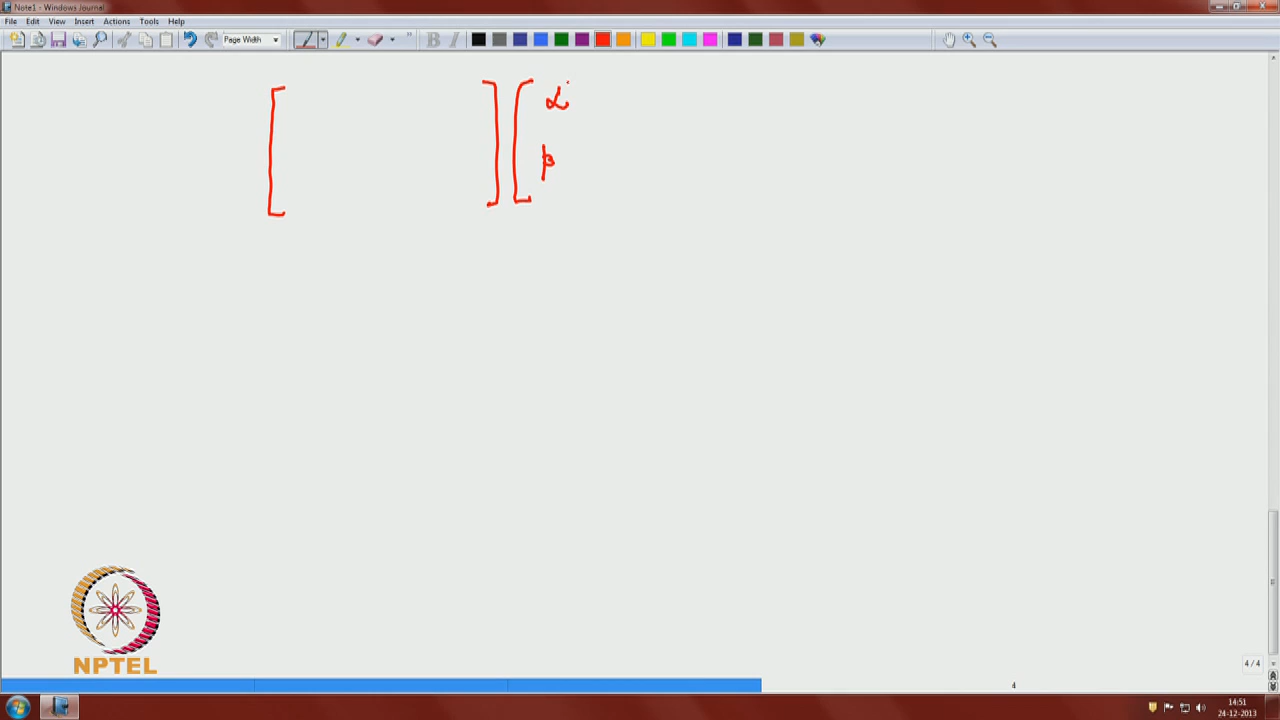 Note1 - Windows Journal
File Edit View Insert Actions Tools Help
Page Width
B I
[ ] [ α
β
NPTEL
4 / 4
4
14:51
24-12-2013